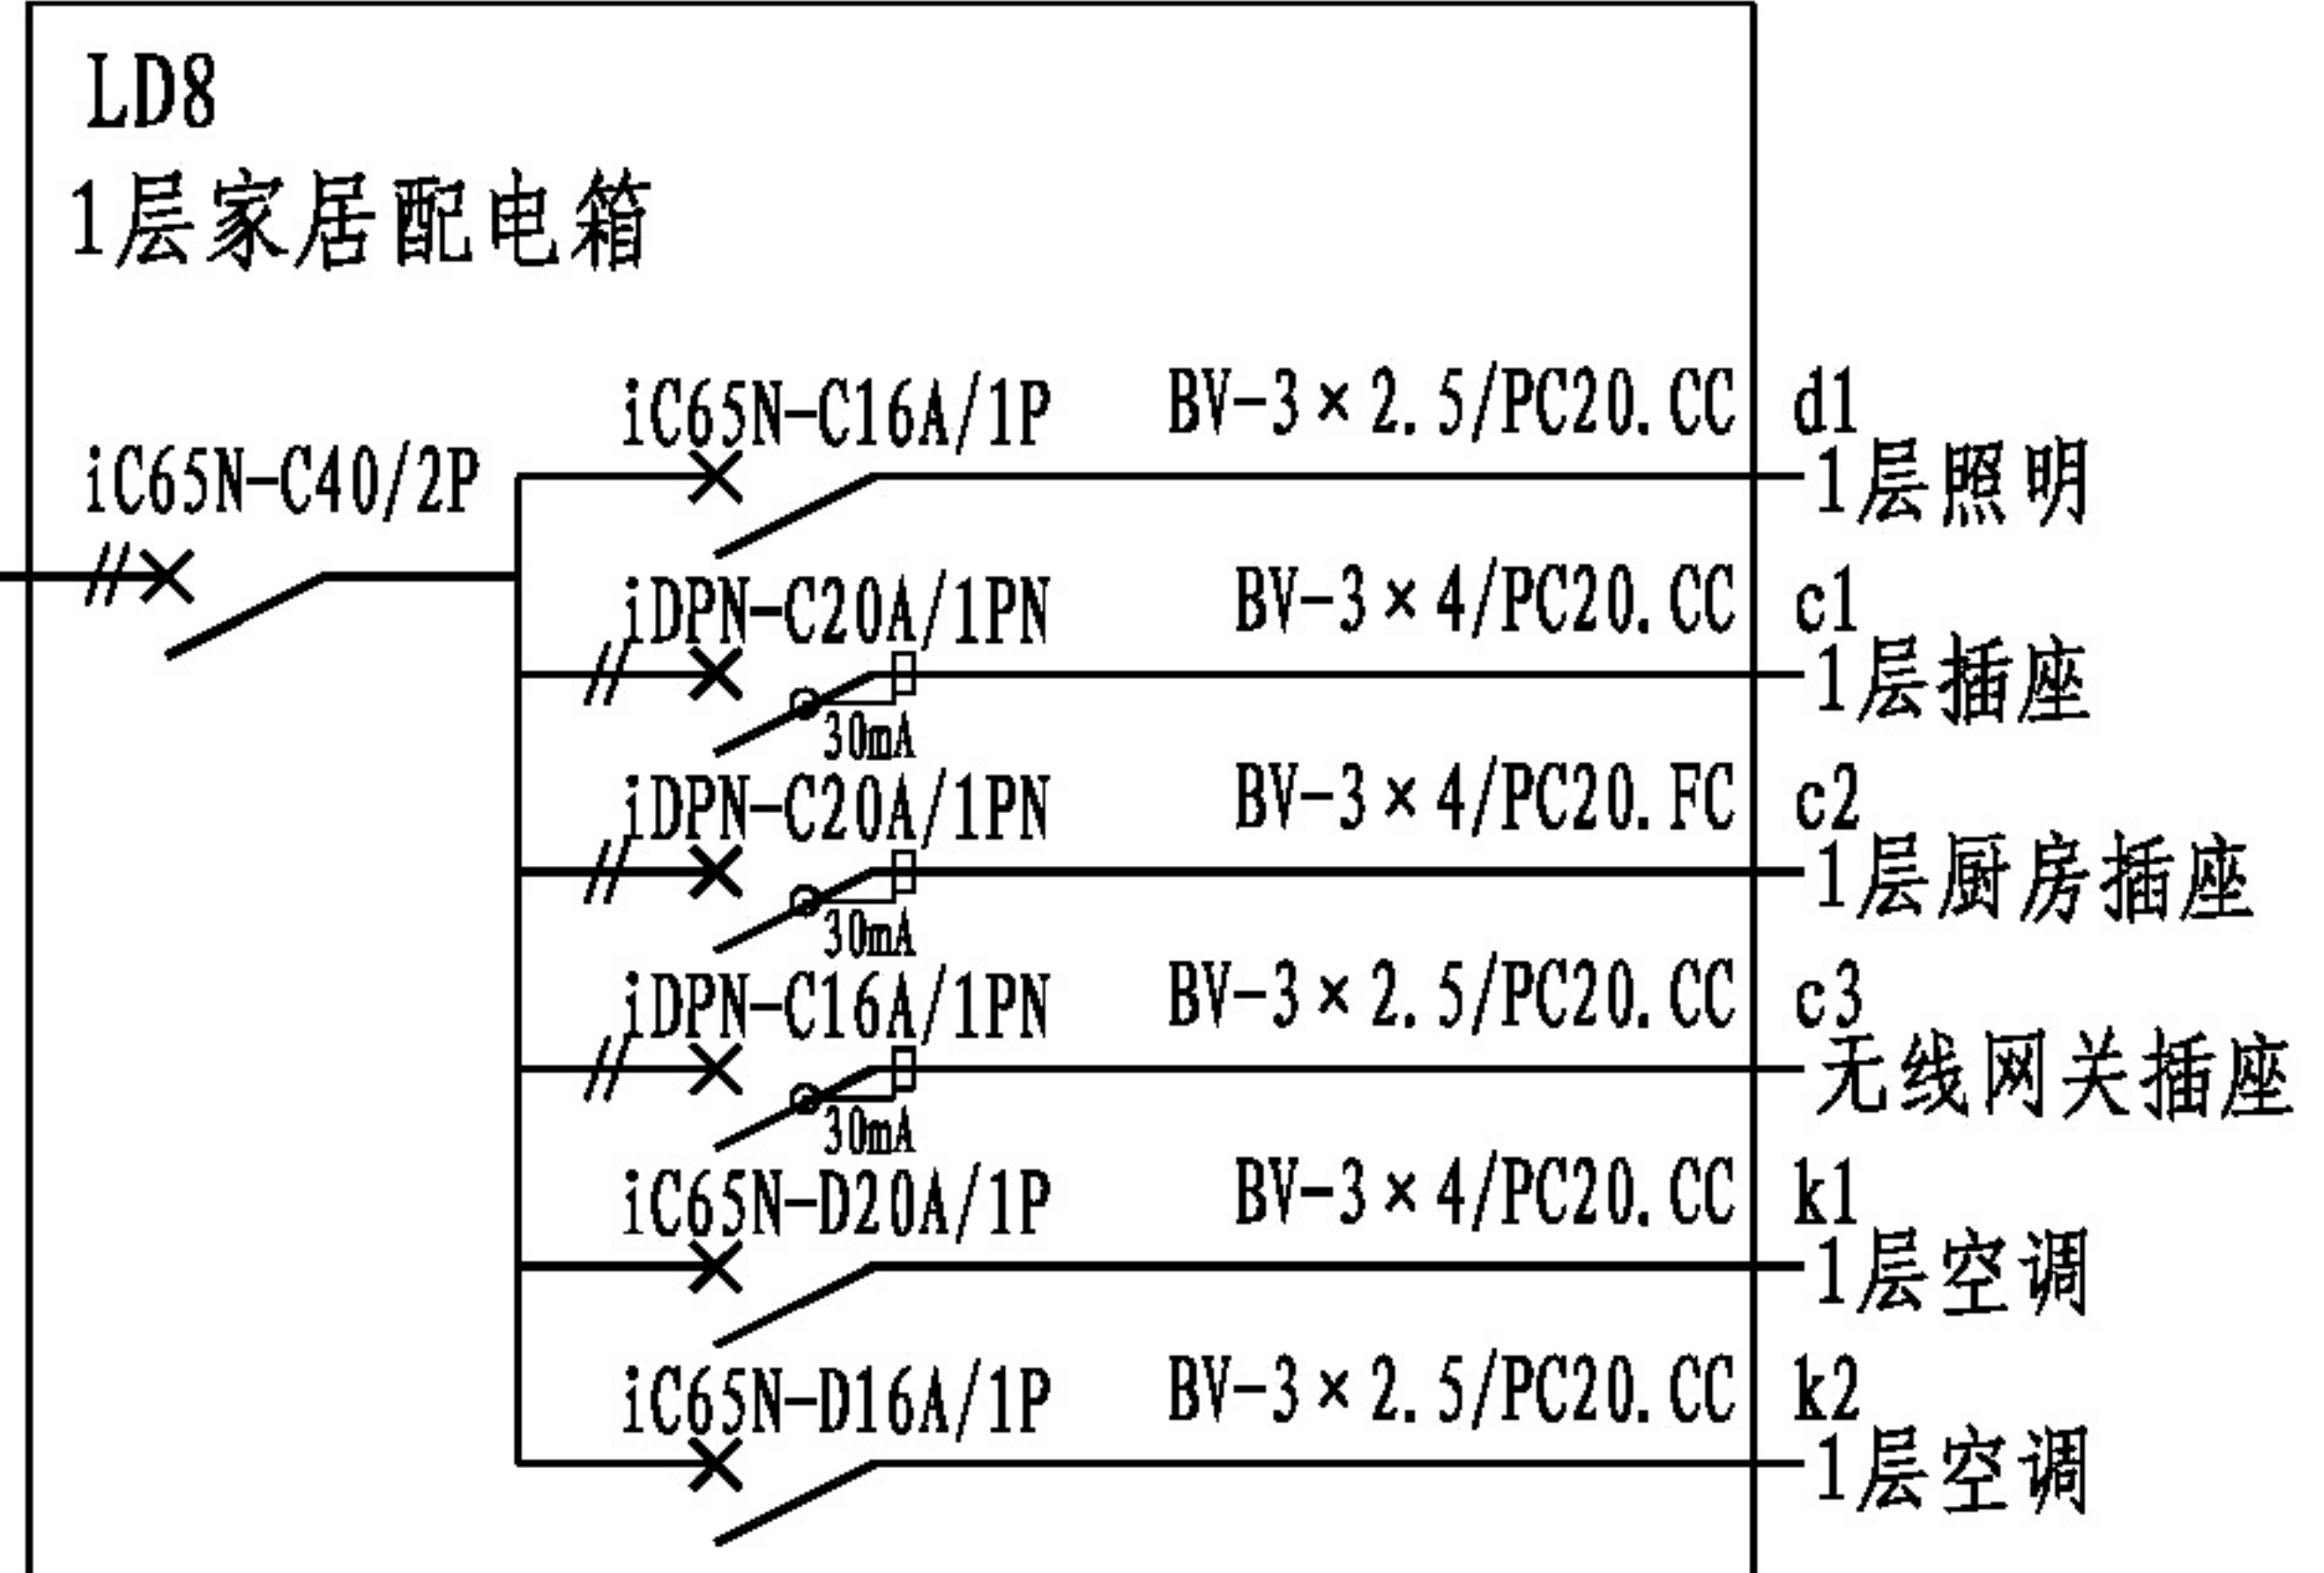 LD8
1层家居配电箱
iC65N-C40/2P
iC65N-C16A/1P BV-3×2.5/PC20.CC d1
1层照明
iDPN-C20A/1PN BV-3×4/PC20.CC c1
1层插座
30mA
iDPN-C20A/1PN BV-3×4/PC20.FC c2
1层厨房插座
30mA
iDPN-C16A/1PN BV-3×2.5/PC20.CC c3
无线网关插座
30mA
iC65N-D20A/1P BV-3×4/PC20.CC k1
1层空调
iC65N-D16A/1P BV-3×2.5/PC20.CC k2
1层空调